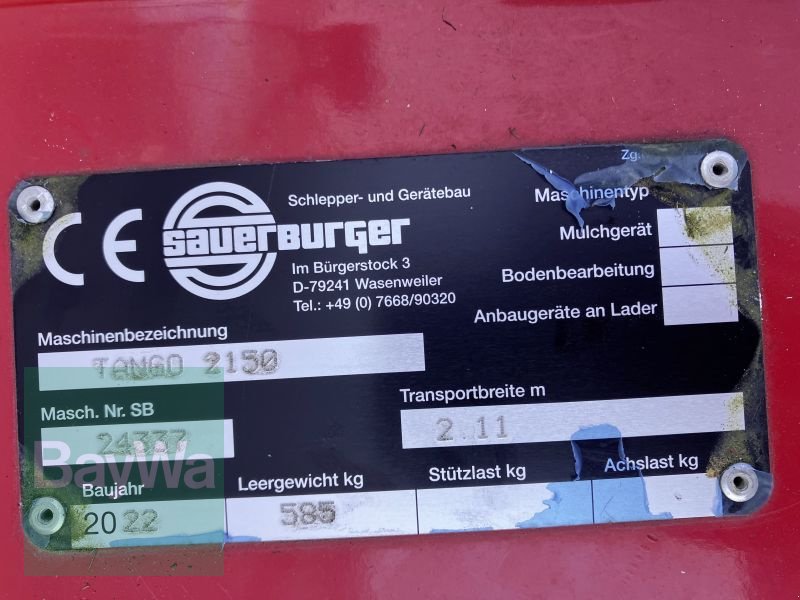 Zg.
CE
Sauerburger
Schlepper- und Gerätebau
Im Bürgerstock 3
D-79241 Wasenweiler
Tel.: +49 (0) 7668/90320
Maschinentyp
Mulchgerät
Bodenbearbeitung
Anbaugeräte an Lader
Maschinenbezeichnung
TANGO 2150
Masch. Nr. SB
24337
Transportbreite m
2.11
BayWa
Baujahr
2022
Leergewicht kg
585
Stützlast kg
Achslast kg